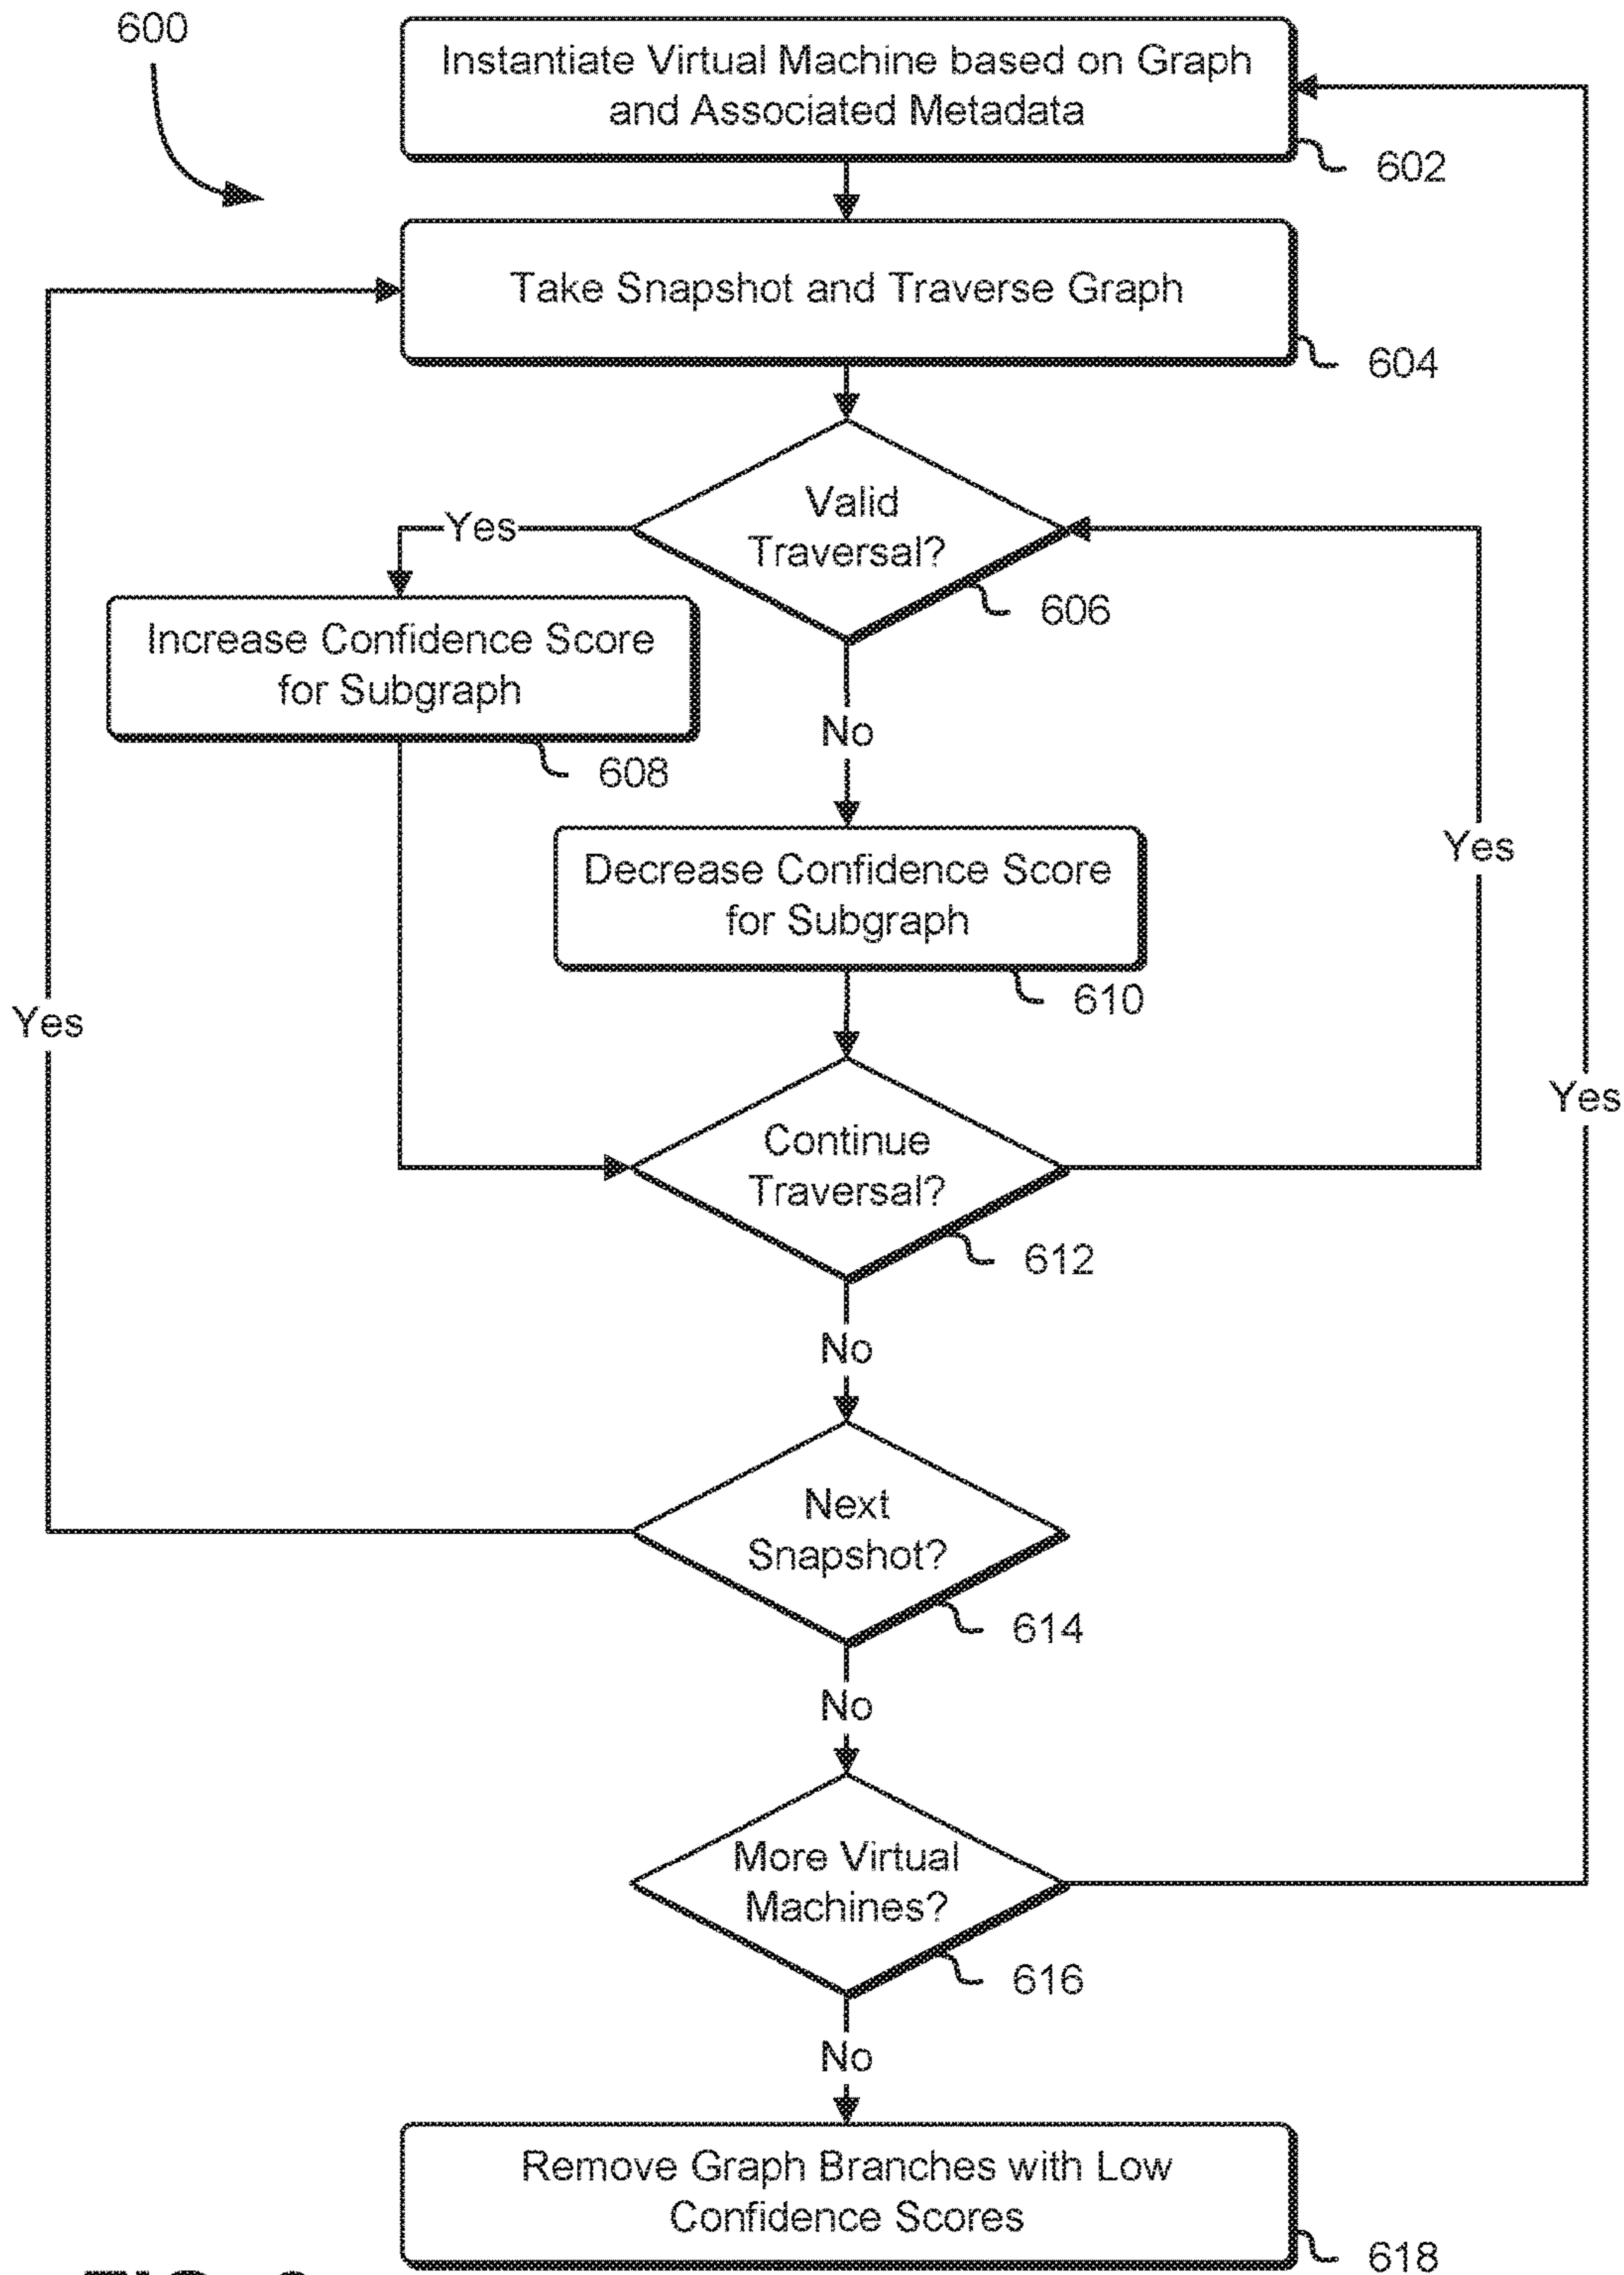 600
Instantiate Virtual Machine based on Graph
and Associated Metadata
602
Take Snapshot and Traverse Graph
604
Valid
Traversal?
606
Yes
Increase Confidence Score
for Subgraph
608
No
Decrease Confidence Score
for Subgraph
610
Yes
Yes
Continue
Traversal?
612
Yes
No
Next
Snapshot?
614
No
More Virtual
Machines?
616
No
Remove Graph Branches with Low
Confidence Scores
618